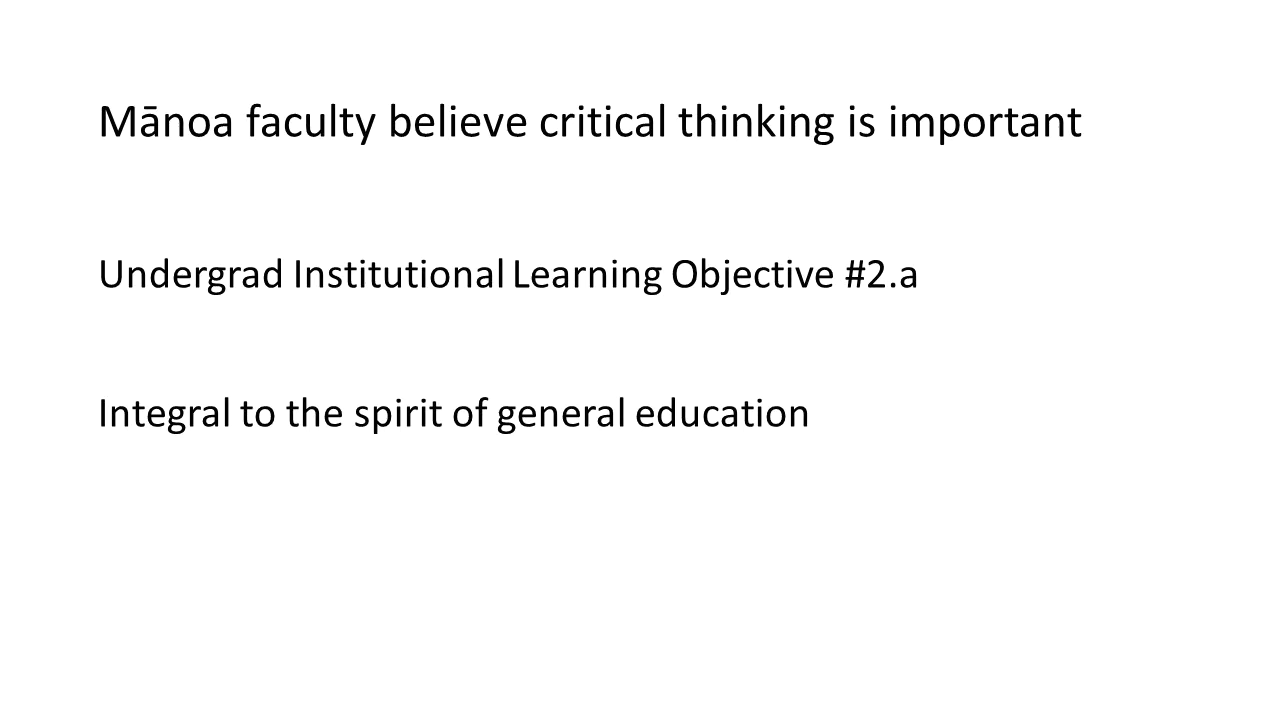 Mānoa faculty believe critical thinking is important
Undergrad Institutional Learning Objective #2.a
Integral to the spirit of general education